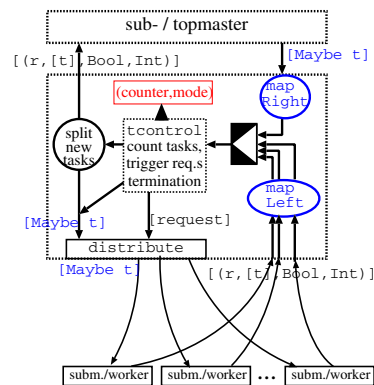 sub- / topmaster
[(r,[t],Bool,Int)]
[Maybe t]
(counter,mode)
map
Right
split
new
tasks
tcontrol
count tasks,
trigger req.s
termination
map
Left
[Maybe t]
[request]
distribute
[Maybe t]
[(r,[t],Bool,Int)]
subm./worker
subm./worker
...
subm./worker